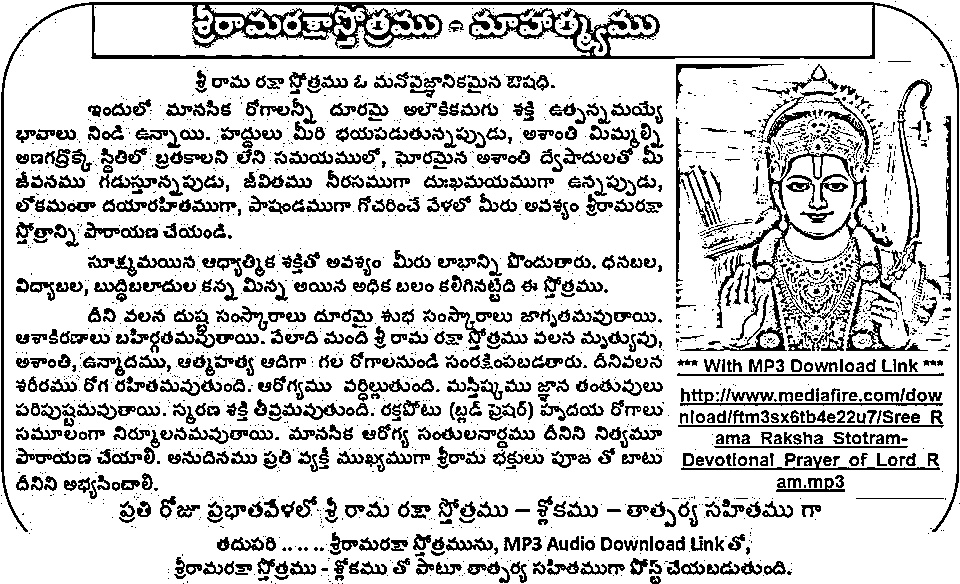 శ్రీరామరక్షాస్తోత్రము - మాహాత్మ్యము
శ్రీ రామ రక్షా స్తోత్రము ఓ మనోవైజ్ఞానికమైన ఔషధి.
ఇందులో మానసిక రోగాలన్నీ దూరమై అలౌకికమగు శక్తి ఉత్పన్నమయ్యే
భావాలు నిండి ఉన్నాయి. హద్దులు మీరి భయపడుతున్నప్పుడు, అశాంతి మిమ్మల్ని
అణగద్రొక్కే స్థితిలో బ్రతకాలని లేని సమయములో, ఘోరమైన అశాంతి ద్వేషాదులతో మీ
జీవనము గడుస్తూన్నపుడు, జీవితము నీరసముగా దుఃఖమయముగా ఉన్నప్పుడు,
లోకమంతా దయారహితముగా, పాషండముగా గోచరించే వేళలో మీరు అవశ్యం శ్రీరామరక్షా
స్తోత్రాన్ని పారాయణ చేయండి.
సూక్ష్మమయిన ఆధ్యాత్మిక శక్తితో అవశ్యం మీరు లాభాన్ని పొందుతారు. ధనబల,
విద్యాబల, బుద్ధిబలాదుల కన్న మిన్న అయిన అధిక బలం కలిగినట్టిది ఈ స్తోత్రము.
దీని వలన దుష్ట సంస్కారాలు దూరమై శుభ సంస్కారాలు జాగృతమవుతాయి.
ఆశాకిరణాలు బహిర్గతమవుతాయి. వేలాది మంది శ్రీ రామ రక్షా స్తోత్రము వలన మృత్యువు,
అశాంతి, ఉన్మాదము, ఆత్మహత్య ఆదిగా గల రోగాలనుండి సంరక్షింపబడతారు. దీనివలన
శరీరము రోగ రహితమవుతుంది. ఆరోగ్యము వర్ధిల్లుతుంది. మస్తిష్కము జ్ఞాన తంతువులు
పరిపుష్టమవుతాయి. స్మరణ శక్తి తీవ్రమవుతుంది. రక్తపోటు (బ్లడ్ ప్రెషర్) హృదయ రోగాలు
సమూలంగా నిర్మూలనమవుతాయి. మానసిక ఆరోగ్య సంతులనార్థము దీనిని నిత్యమూ
పారాయణ చేయాలి. అనుదినము ప్రతి వ్యక్తీ ముఖ్యముగా శ్రీరామ భక్తులు పూజ తో బాటు
దీనిని అభ్యసించాలి.
*** With MP3 Download Link ***
http://www.mediafire.com/dow
nload/ftm3sx6tb4e22u7/Sree_R
ama_Raksha_Stotram-
Devotional_Prayer_of_Lord_R
am.mp3
ప్రతి రోజూ ప్రభాతవేళలో శ్రీ రామ రక్షా స్తోత్రము – శ్లోకము – తాత్పర్య సహితము గా
తదుపరి .. .. .. శ్రీరామరక్షా స్తోత్రమును, MP3 Audio Download Link తో,
శ్రీరామరక్షా స్తోత్రము - శ్లోకము తో పాటూ తాత్పర్య సహితముగా పోస్ట్ చేయబడుతుంది.